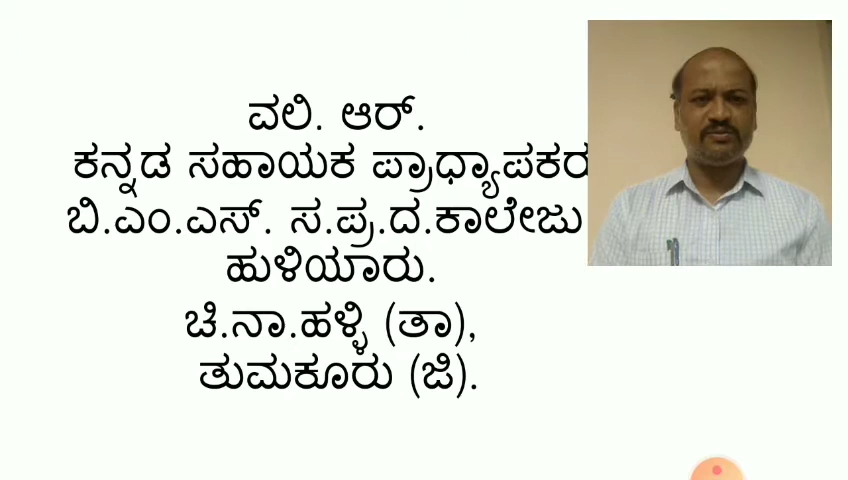 ವಲಿ. ಆರ್.
ಕನ್ನಡ ಸಹಾಯಕ ಪ್ರಾಧ್ಯಾಪಕರು
ಬಿ.ಎಂ.ಎಸ್. ಸ.ಪ್ರ.ದ.ಕಾಲೇಜು
ಹುಳಿಯಾರು.
ಚಿ.ನಾ.ಹಳ್ಳಿ (ತಾ),
ತುಮಕೂರು (ಜಿ).